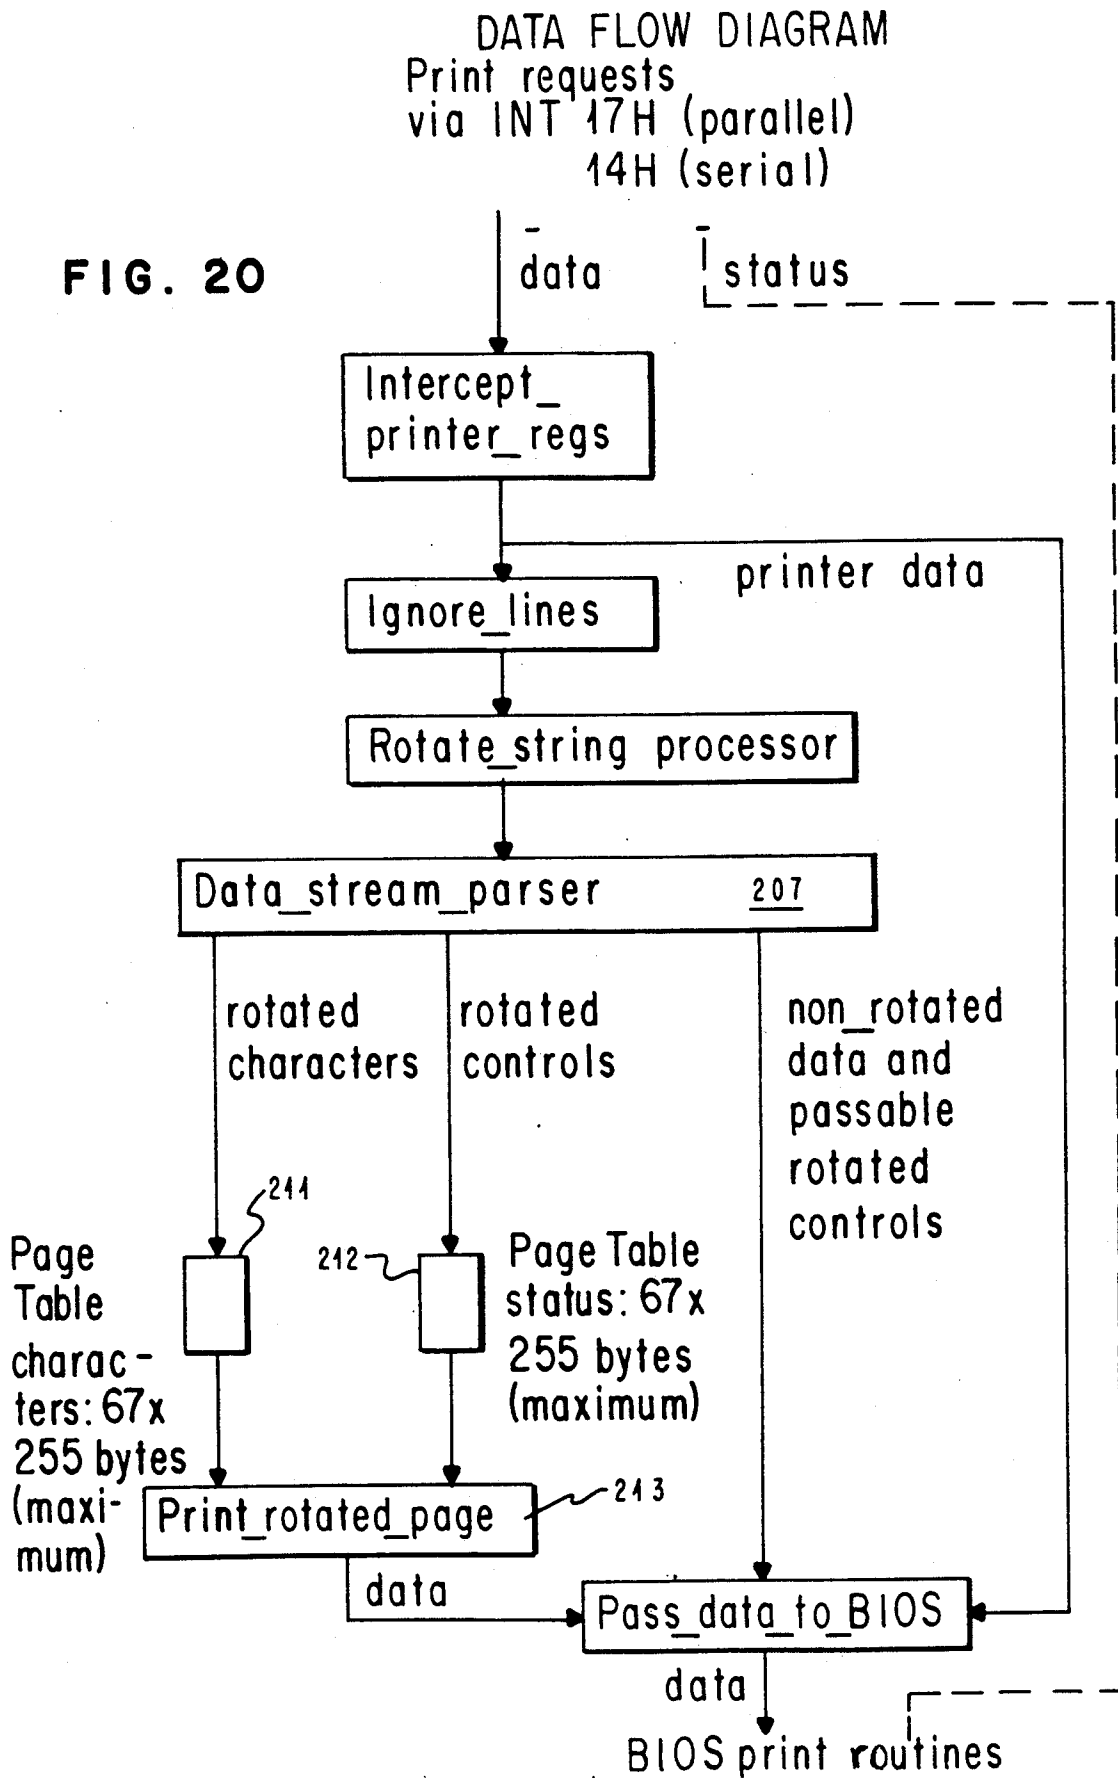 DATA FLOW DIAGRAM
Print requests
via INT 17H (parallel)
14H (serial)
FIG. 20
data
status
Intercept_
printer_regs
printer data
Ignore_lines
Rotate_string processor
Data_stream_parser 207
rotated
characters
rotated
controls
non_rotated
data and
passable
rotated
controls
211
212
Page
Table
charac-
ters: 67x
255 bytes
(maxi-
mum)
Page Table
status: 67x
255 bytes
(maximum)
Print_rotated_page
213
data
Pass_data_to_BIOS
data
BIOS print routines